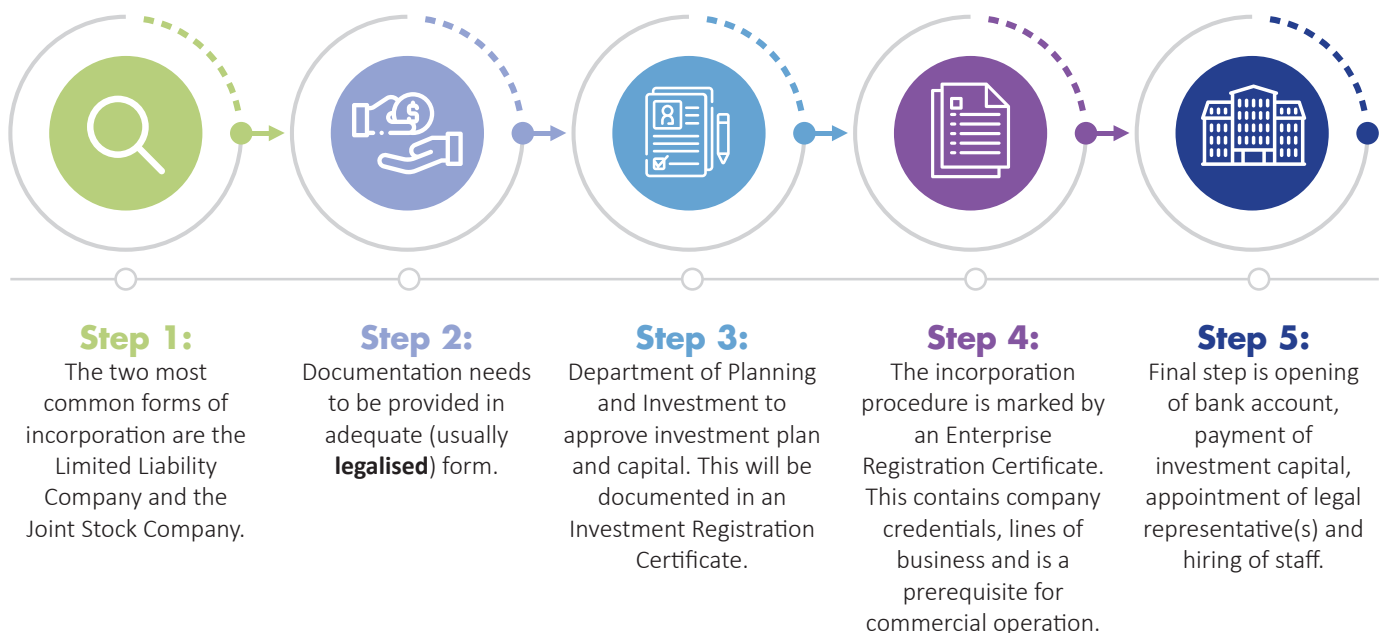 $
Step 1:
The two most
common forms of
incorporation are the
Limited Liability
Company and the
Joint Stock Company.
Step 2:
Documentation needs
to be provided in
adequate (usually
legalised) form.
Step 3:
Department of Planning
and Investment to
approve investment plan
and capital. This will be
documented in an
Investment Registration
Certificate.
Step 4:
The incorporation
procedure is marked by
an Enterprise
Registration Certificate.
This contains company
credentials, lines of
business and is a
prerequisite for
commercial operation.
Step 5:
Final step is opening
of bank account,
payment of
investment capital,
appointment of legal
representative(s) and
hiring of staff.